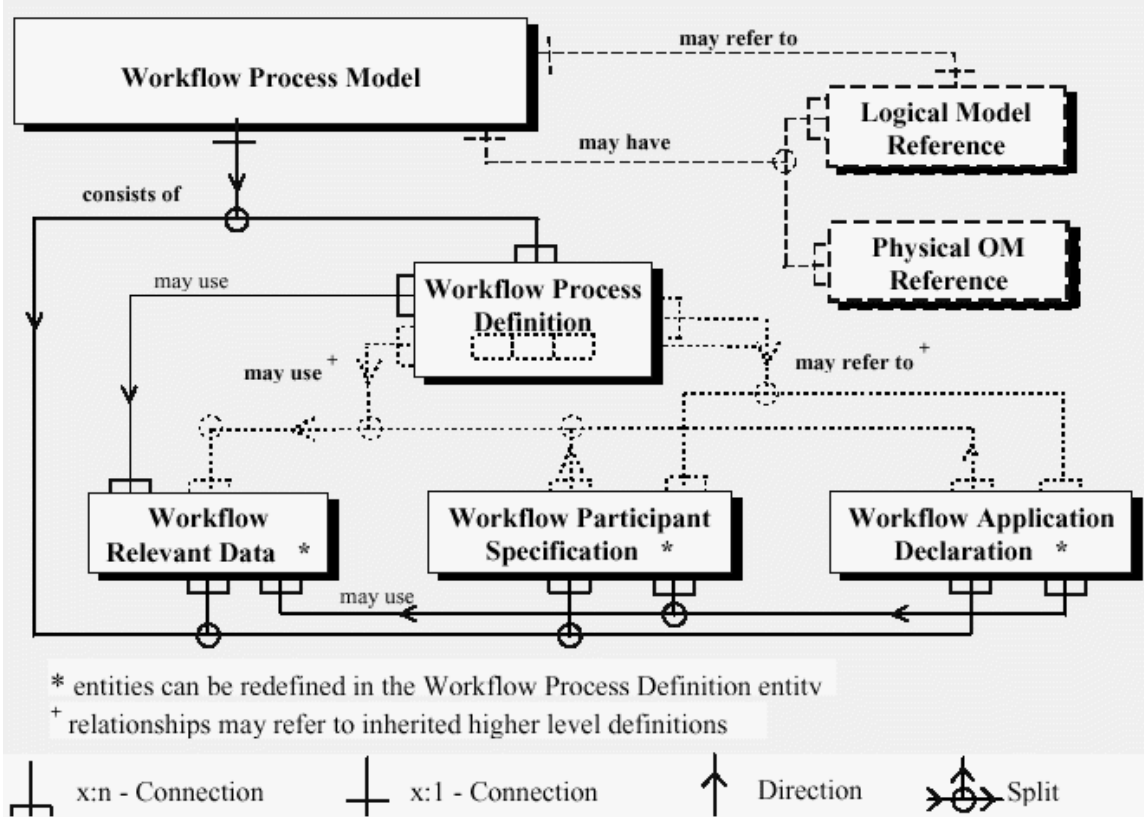 may refer to
Workflow Process Model
Logical Model
Reference
may have
consists of
Physical OM
Reference
may use
Workflow Process
Definition
may use +
may refer to +
Workflow
Relevant Data *
Workflow Participant
Specification *
Workflow Application
Declaration *
may use
* entities can be redefined in the Workflow Process Definition entity
+ relationships may refer to inherited higher level definitions
x:n - Connection
x:1 - Connection
Direction
Split